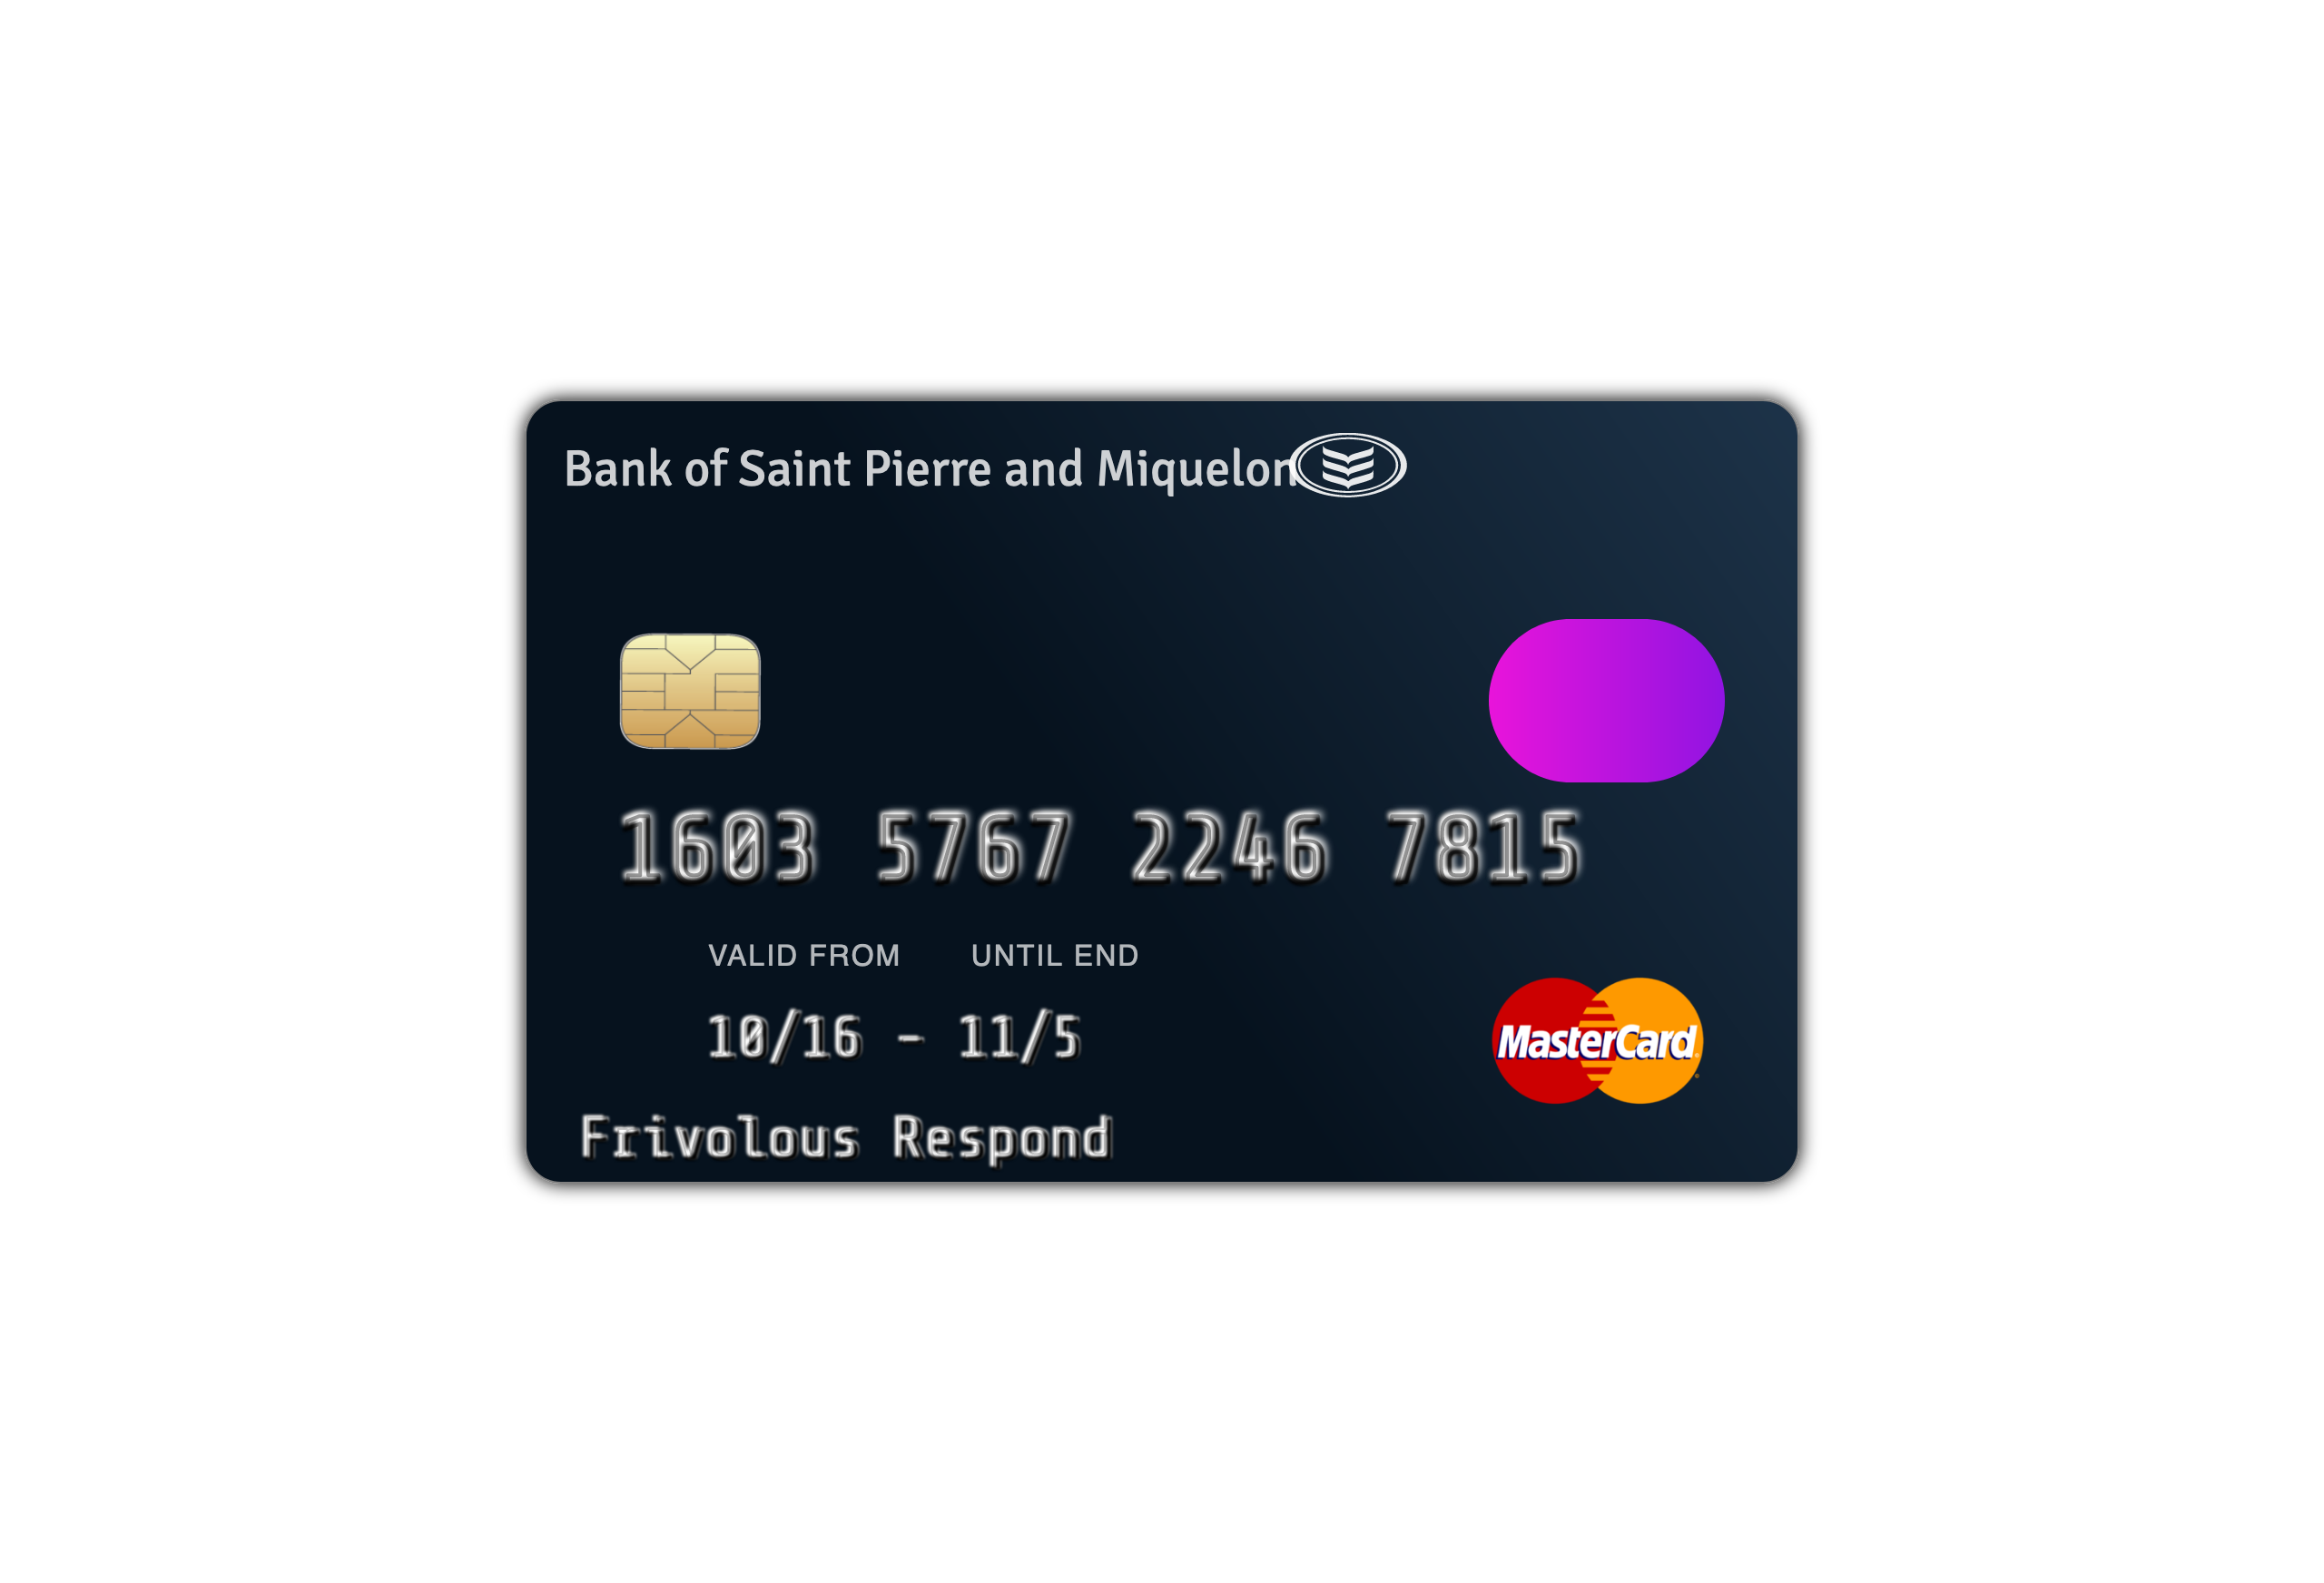 Bank of Saint Pierre and Miquelon
1603 5767 2246 7815
VALID FROM UNTIL END
10/16 - 11/5
MasterCard
Frivolous Respond